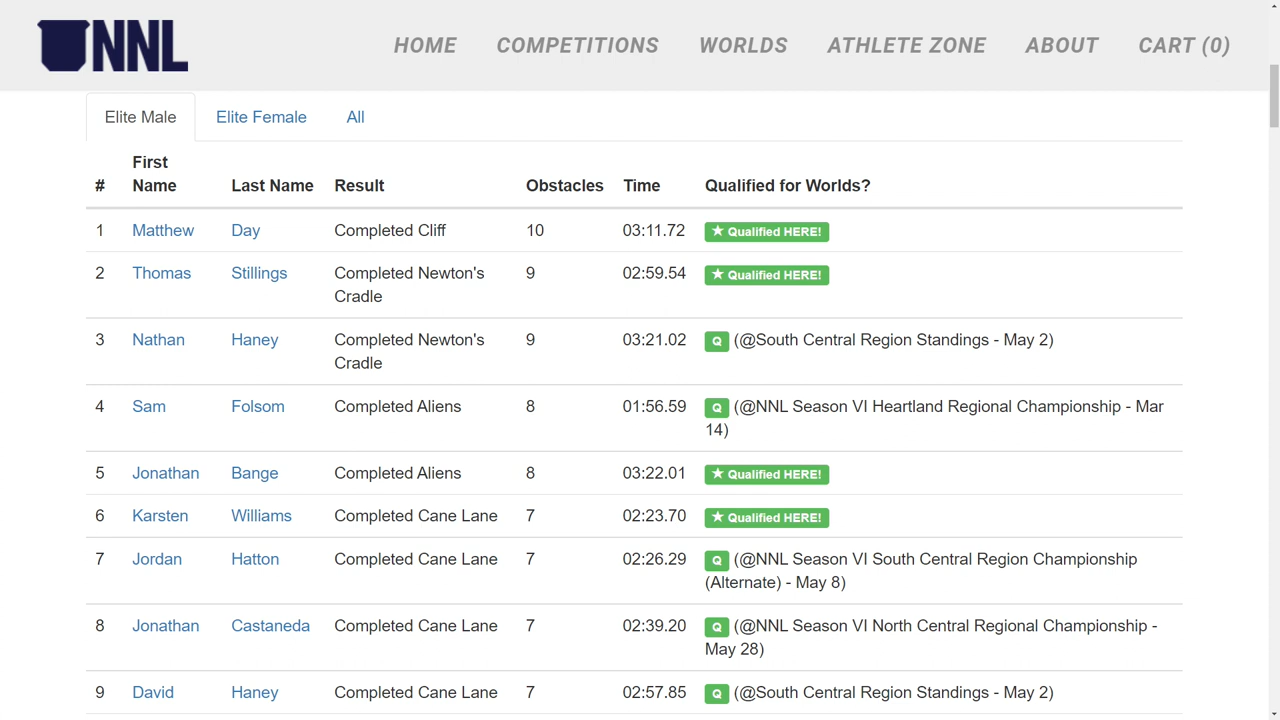 NNL
HOME COMPETITIONS WORLDS ATHLETE ZONE ABOUT CART (0)
Elite Male Elite Female All
# First Name Last Name Result Obstacles Time Qualified for Worlds?
1 Matthew Day Completed Cliff 10 03:11.72 ★ Qualified HERE!
2 Thomas Stillings Completed Newton's 9 02:59.54 ★ Qualified HERE!
Cradle
3 Nathan Haney Completed Newton's 9 03:21.02 Q (@South Central Region Standings - May 2)
Cradle
4 Sam Folsom Completed Aliens 8 01:56.59 Q (@NNL Season VI Heartland Regional Championship - Mar
14)
5 Jonathan Bange Completed Aliens 8 03:22.01 ★ Qualified HERE!
6 Karsten Williams Completed Cane Lane 7 02:23.70 ★ Qualified HERE!
7 Jordan Hatton Completed Cane Lane 7 02:26.29 Q (@NNL Season VI South Central Region Championship
(Alternate) - May 8)
8 Jonathan Castaneda Completed Cane Lane 7 02:39.20 Q (@NNL Season VI North Central Regional Championship -
May 28)
9 David Haney Completed Cane Lane 7 02:57.85 Q (@South Central Region Standings - May 2)